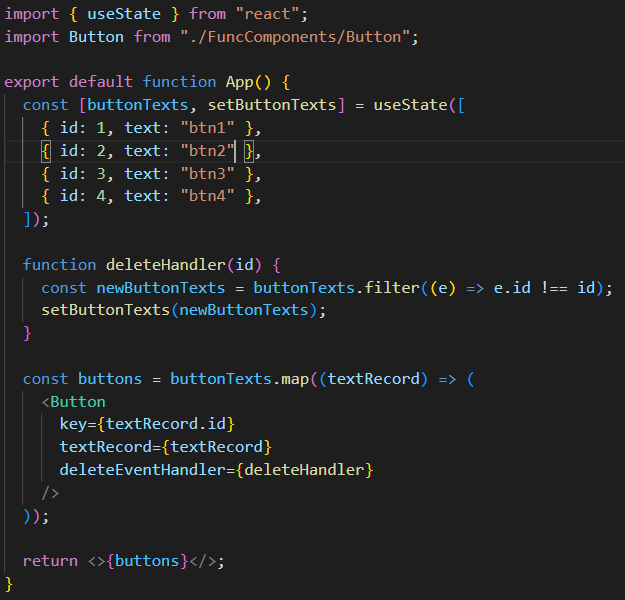 import { useState } from "react";
import Button from "./FuncComponents/Button";

export default function App() {
  const [buttonTexts, setButtonTexts] = useState([
    { id: 1, text: "btn1" },
    { id: 2, text: "btn2" },
    { id: 3, text: "btn3" },
    { id: 4, text: "btn4" },
  ]);

  function deleteHandler(id) {
    const newButtonTexts = buttonTexts.filter((e) => e.id !== id);
    setButtonTexts(newButtonTexts);
  }

  const buttons = buttonTexts.map((textRecord) => (
    <Button
      key={textRecord.id}
      textRecord={textRecord}
      deleteEventHandler={deleteHandler}
    />
  ));

  return <>{buttons}</>;
}